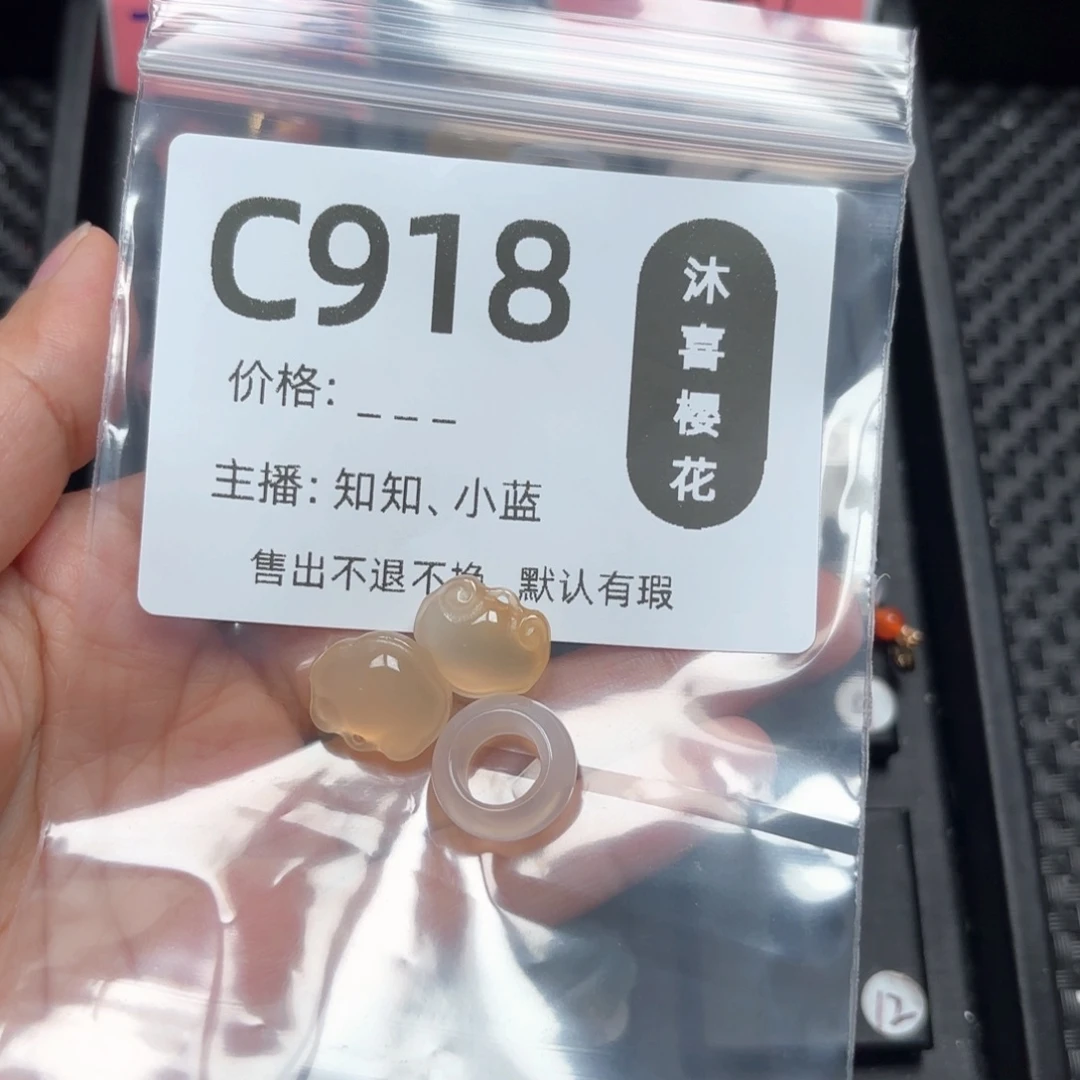 C918
价格: _ _ _
主播: 知知、小蓝
售出不退不换 默认有瑕
沐喜樱花
12